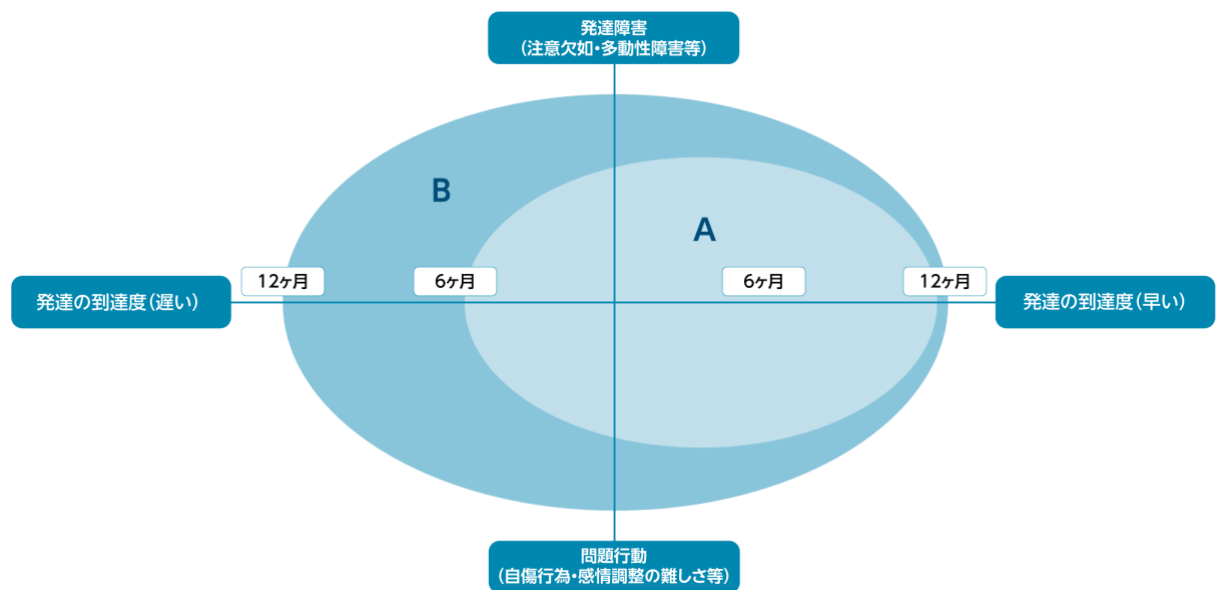 発達障害
(注意欠如・多動性障害等)
B
A
12ヶ月
6ヶ月
6ヶ月
12ヶ月
発達の到達度(遅い)
発達の到達度(早い)
問題行動
(自傷行為・感情調整の難しさ等)